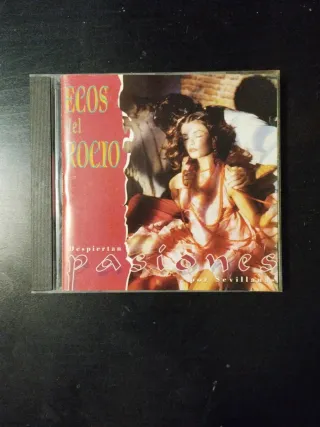 ECOS
del
ROCIO
Despiertan
pasiones
por Sevillanas